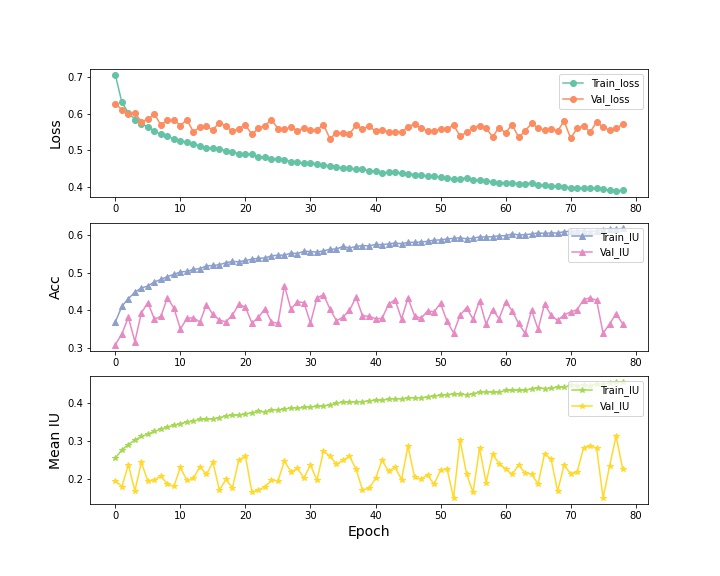 0.7
0.6
0.5
0.4
Loss
Train_loss
Val_loss
0 10 20 30 40 50 60 70 80
0.6
0.5
0.4
0.3
Acc
Train_IU
Val_IU
0 10 20 30 40 50 60 70 80
0.4
0.3
0.2
Mean IU
Train_IU
Val_IU
0 10 20 30 40 50 60 70 80
Epoch